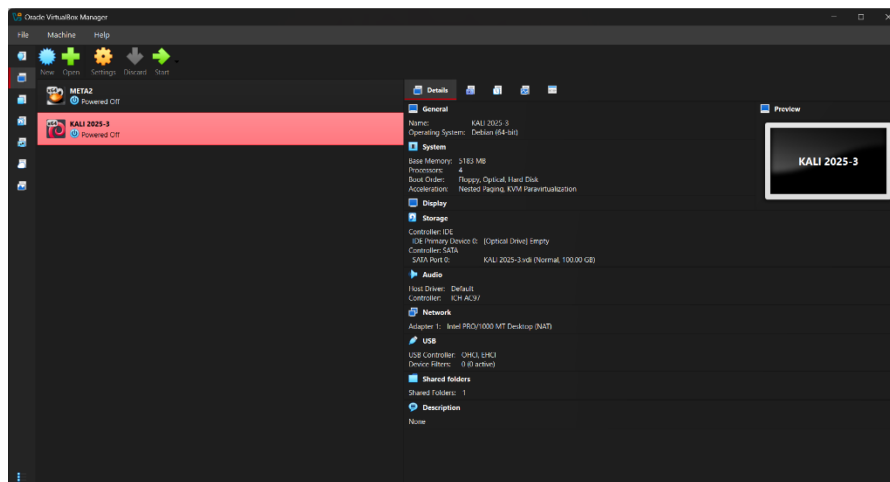 Oracle VirtualBox Manager
File Machine Help
New Open Settings Discard Start
META2
Powered Off
KALI 2025-3
Powered Off
Details
General
Name: KALI 2025-3
Operating System: Debian (64-bit)
System
Base Memory: 5183 MB
Processors: 4
Boot Order: Floppy, Optical, Hard Disk
Acceleration: Nested Paging, KVM Paravirtualization
Display
Storage
Controller: IDE
IDE Primary Device 0: [Optical Drive] Empty
Controller: SATA
SATA Port 0: KALI 2025-3.vdi (Normal, 100.00 GB)
Audio
Host Driver: Default
Controller: ICH AC97
Network
Adapter 1: Intel PRO/1000 MT Desktop (NAT)
USB
USB Controller: OHCI, EHCI
Device Filters: 0 (0 active)
Shared folders
Shared Folders: 1
Description
None
Preview
KALI 2025-3